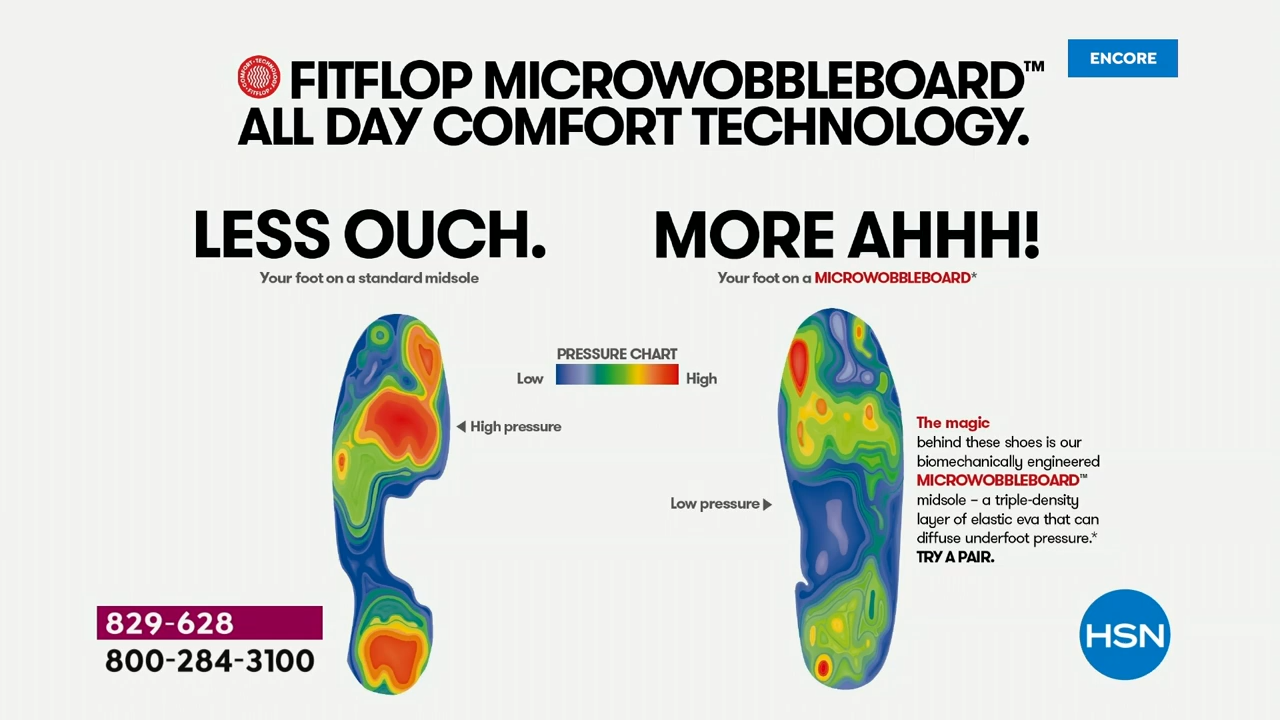 FITFLOP MICROWOBBLEBOARD™
ALL DAY COMFORT TECHNOLOGY.
ENCORE
LESS OUCH.
Your foot on a standard midsole
MORE AHHH!
Your foot on a MICROWOBBLEBOARD*
PRESSURE CHART
Low
High
High pressure
Low pressure
The magic
behind these shoes is our
biomechanically engineered
MICROWOBBLEBOARD™
midsole – a triple-density
layer of elastic eva that can
diffuse underfoot pressure.*
TRY A PAIR.
829-628
800-284-3100
HSN